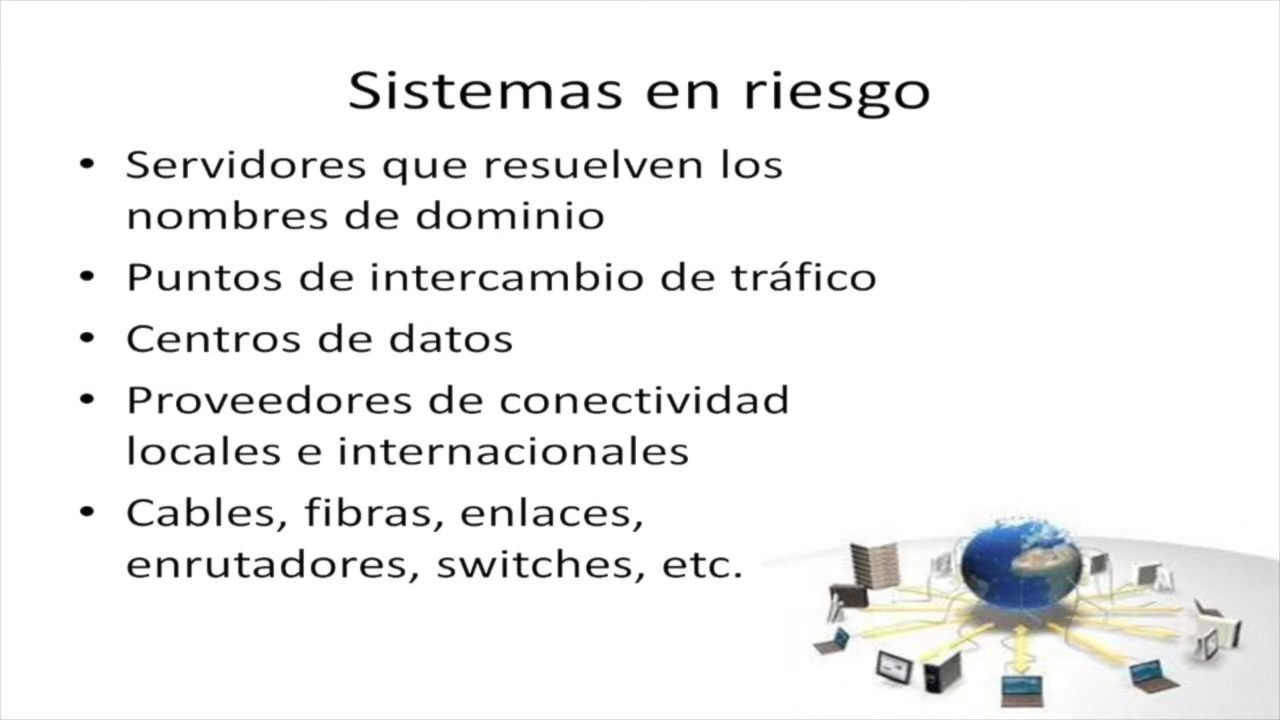 Sistemas en riesgo
• Servidores que resuelven los
nombres de dominio
• Puntos de intercambio de tráfico
• Centros de datos
• Proveedores de conectividad
locales e internacionales
• Cables, fibras, enlaces,
enrutadores, switches, etc.